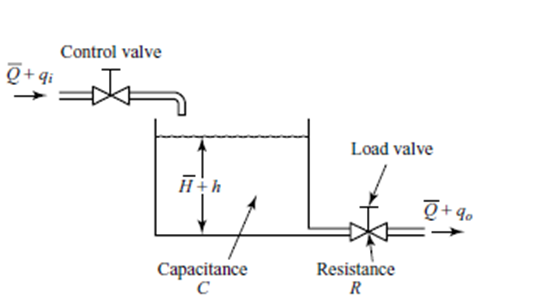 Control valve
Q̅ + qi
Load valve
H̅ + h
Q̅ + qo
Capacitance
C
Resistance
R